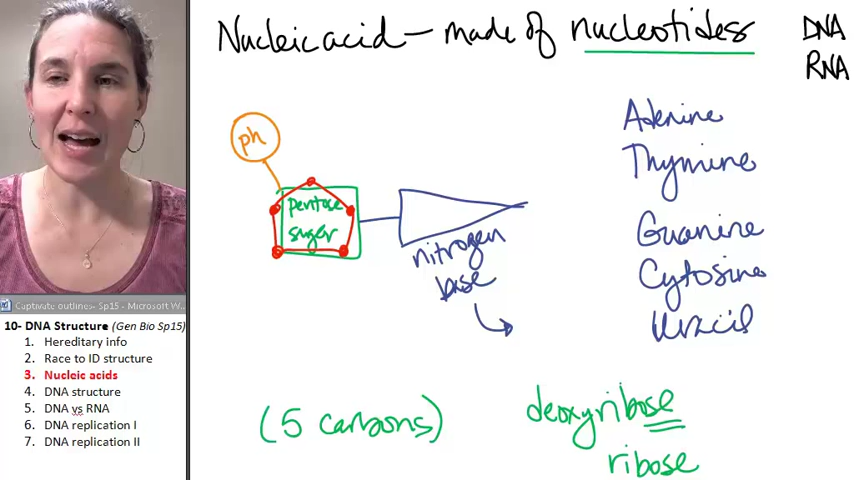 Nucleic acid — made of nucleotides
DNA
RNA
ph
pentose
sugar
nitrogen
base
Adenine
Thymine
Guanine
Cytosine
Uracil
(5 carbons)
deoxyribose
ribose
Captivate outlines- Sp15 - Microsoft W.
10- DNA Structure (Gen Bio Sp15)
1. Hereditary info
2. Race to ID structure
3. Nucleic acids
4. DNA structure
5. DNA vs RNA
6. DNA replication I
7. DNA replication II